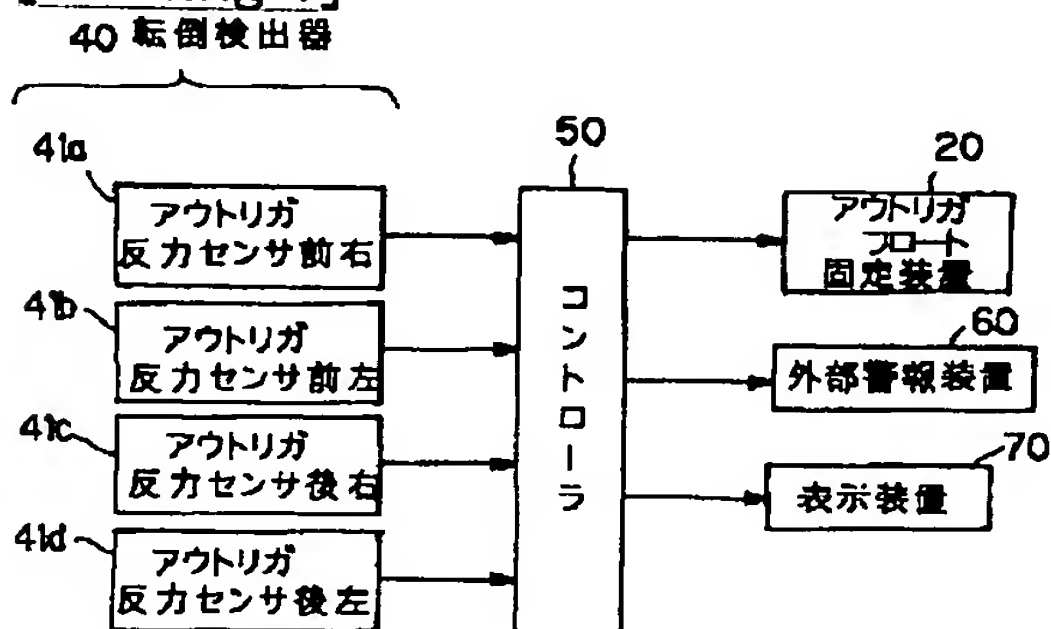 40 転倒検出器
41a
アウトリガ
反力センサ前右
41b
アウトリガ
反力センサ前左
41c
アウトリガ
反力センサ後右
41d
アウトリガ
反力センサ後左
50
コントローラ
20
アウトリガ
フロート
固定装置
60
外部警報装置
70
表示装置